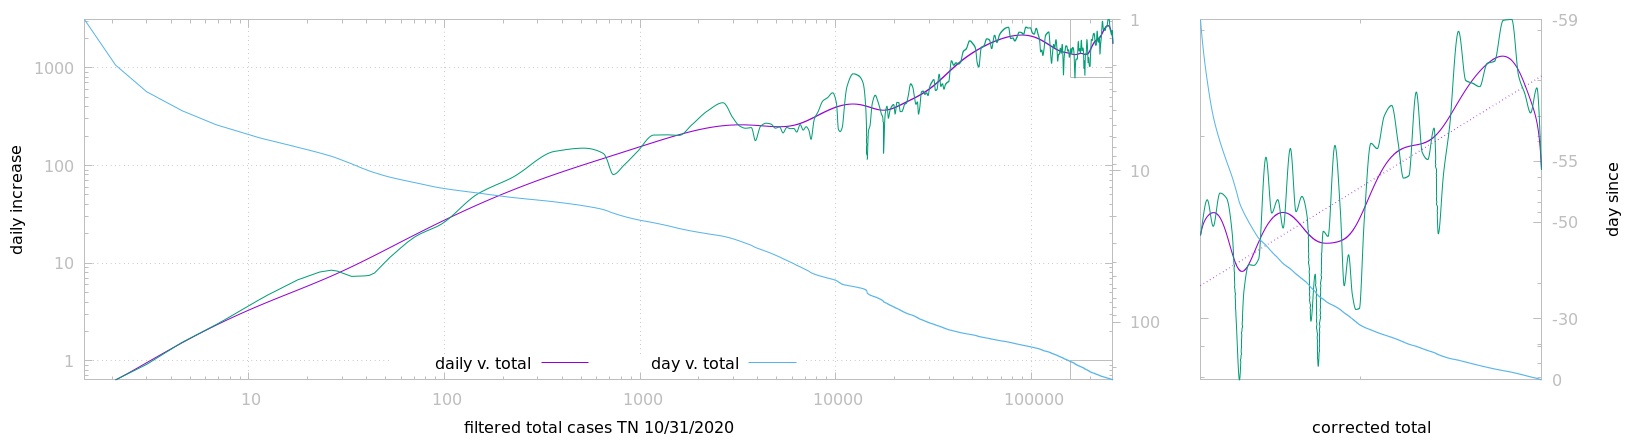 daily increase
1000
100
10
1
1
10
100
daily v. total
day v. total
10
100
1000
10000
100000
filtered total cases TN 10/31/2020
-59
-55
-50
-30
0
day since
corrected total